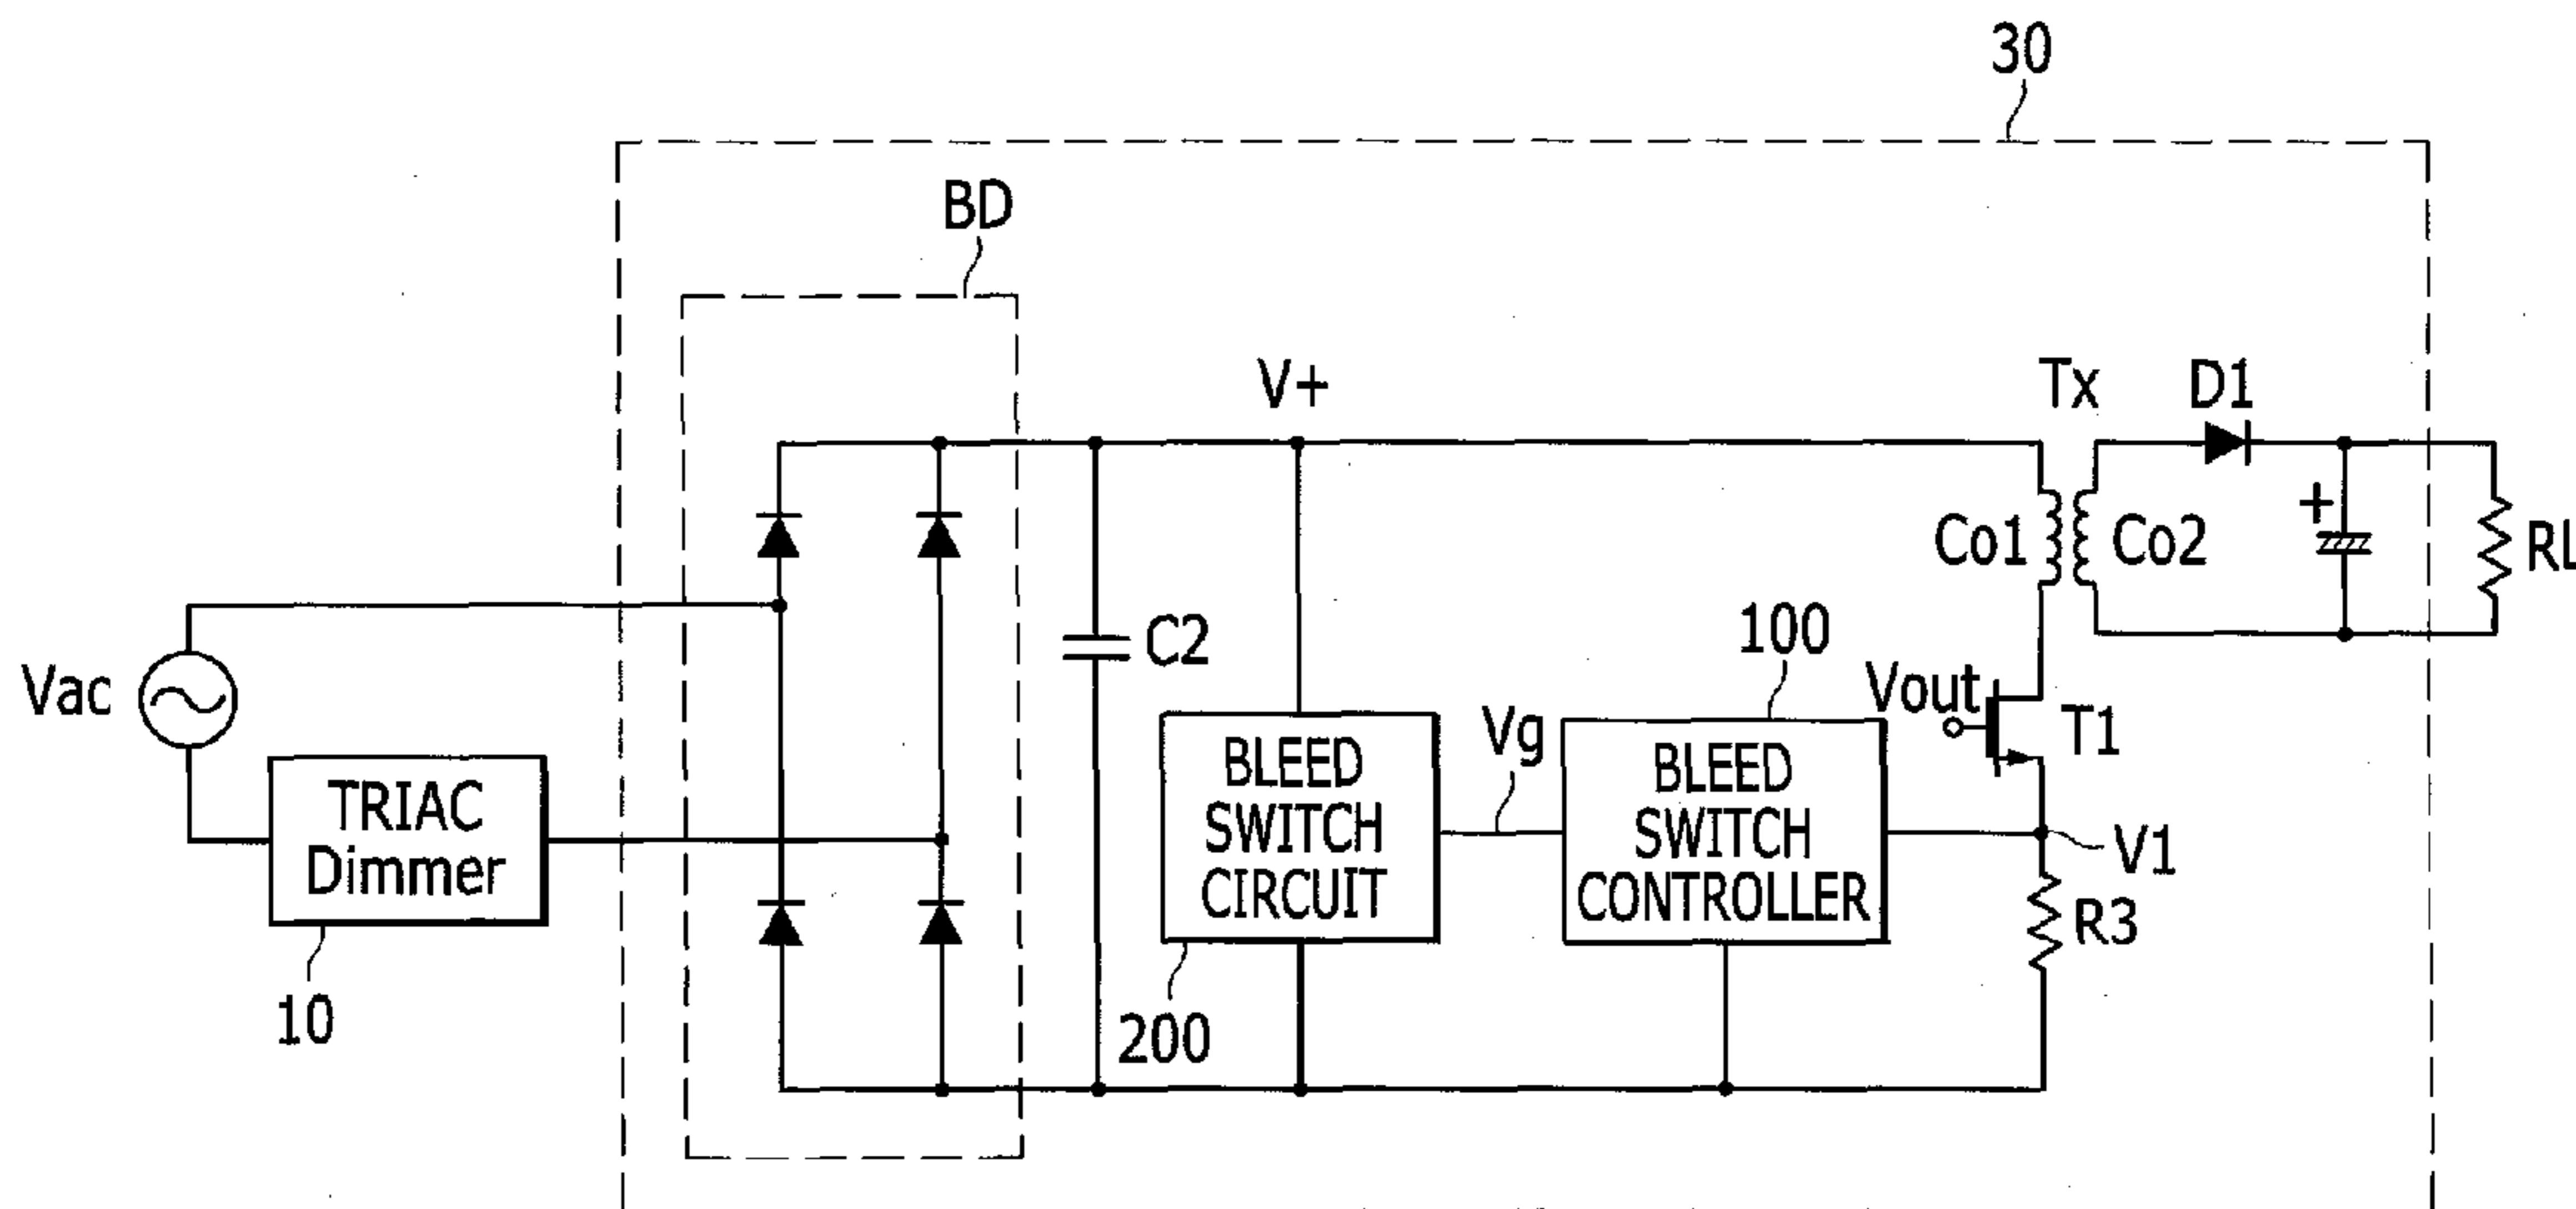 30
BD
V+
Tx
D1
+
Co1
Co2
RL
C2
100
Vac
Vout
T1
TRIAC
Dimmer
BLEED
SWITCH
CIRCUIT
Vg
BLEED
SWITCH
CONTROLLER
V1
R3
10
200